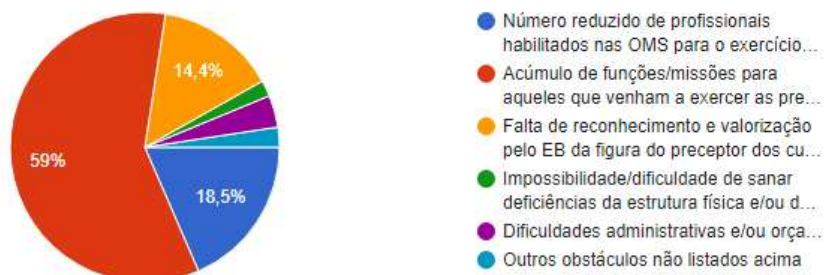 14,4%
59%
18,5%
Número reduzido de profissionais
habilitados nas OMS para o exercício...
Acúmulo de funções/missões para
aqueles que venham a exercer as pre...
Falta de reconhecimento e valorização
pelo EB da figura do preceptor dos cu...
Impossibilidade/dificuldade de sanar
deficiências da estrutura física e/ou d...
Dificuldades administrativas e/ou orça...
Outros obstáculos não listados acima